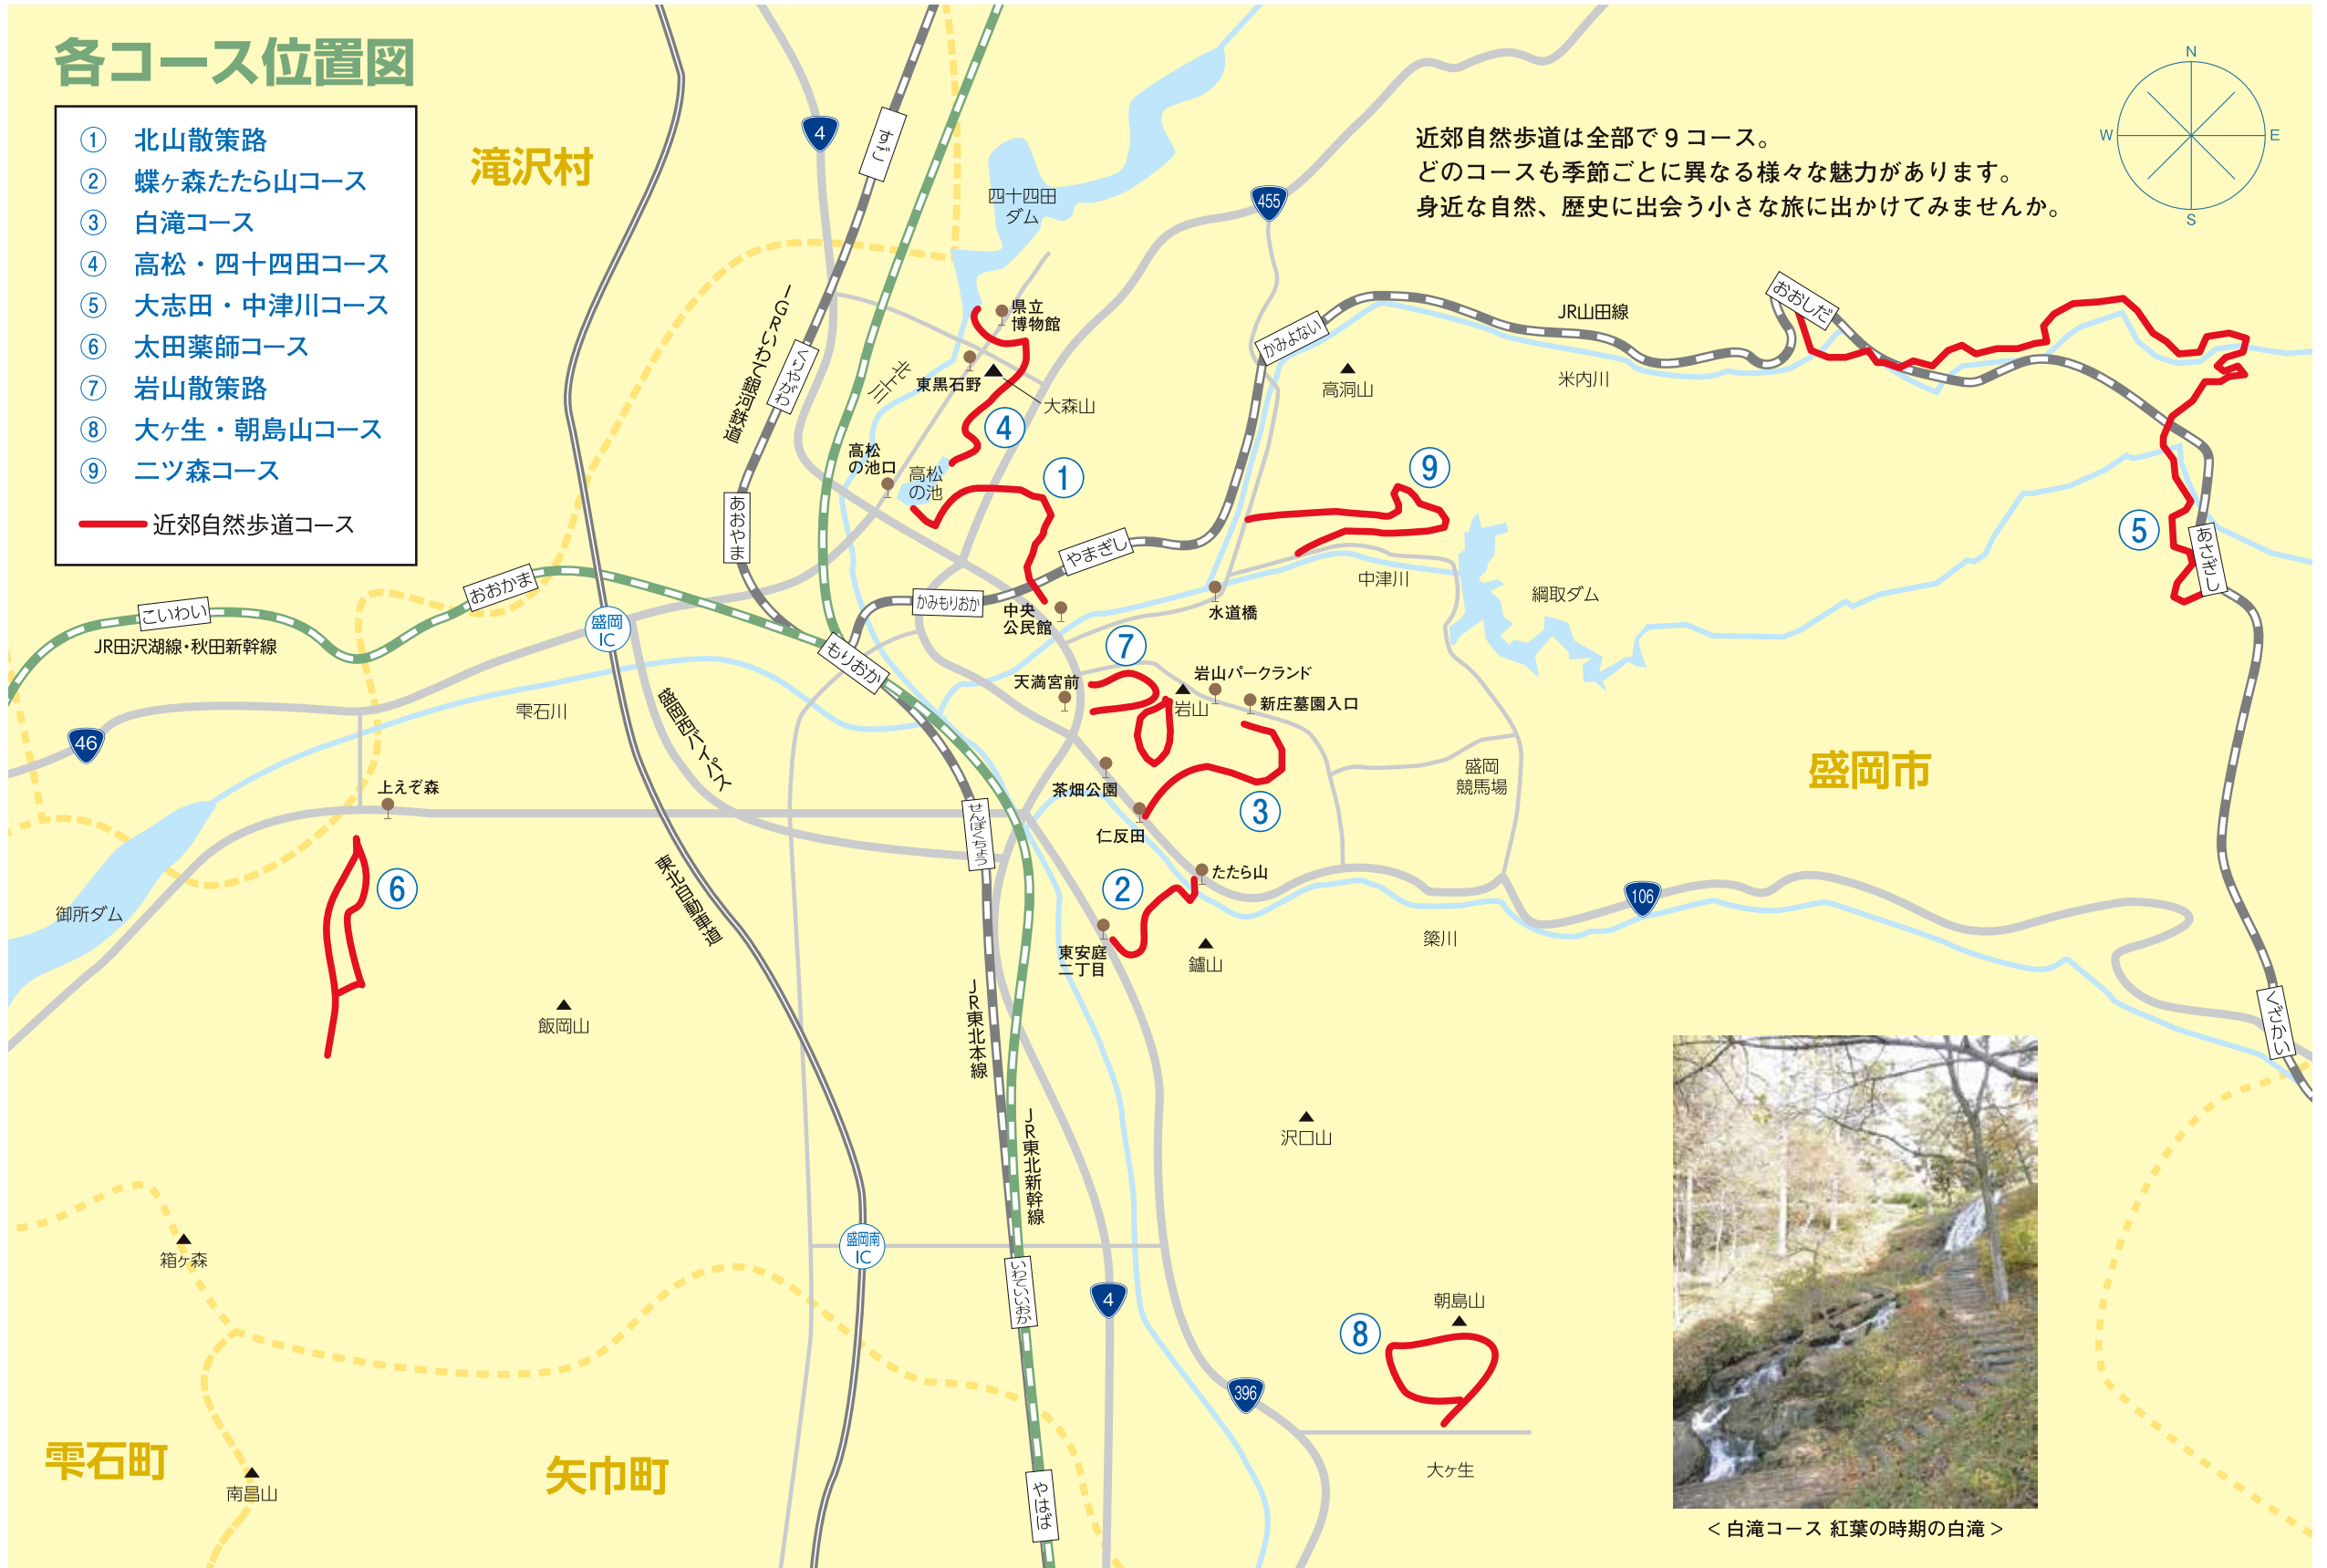 各コース位置図
① 北山散策路
② 蝶ヶ森たたら山コース
③ 白滝コース
④ 高松・四十四田コース
⑤ 大志田・中津川コース
⑥ 太田薬師コース
⑦ 岩山散策路
⑧ 大ヶ生・朝島山コース
⑨ 二ツ森コース
近郊自然歩道コース
近郊自然歩道は全部で9コース。
どのコースも季節ごとに異なる様々な魅力があります。
身近な自然、歴史に出会う小さな旅に出かけてみませんか。
N
W
E
S
滝沢村
4
すご
四十四田
ダム
455
県立
博物館
IGRいわて銀河鉄道
くりやがわ
北上川
東黒石野
大森山
④
高松
の池口
高松
の池
①
かみよない
高洞山
JR山田線
米内川
おおしだ
⑨
⑤
あさぎし
あおやま
やまぎし
中津川
綱取ダム
おおかま
こいわい
JR田沢湖線・秋田新幹線
盛岡
IC
かみもりおか
中央
公民館
水道橋
もりおか
⑦
天満宮前
岩山パークランド
岩山
新庄墓園入口
雫石川
盛岡西バイパス
46
盛岡
競馬場
盛岡市
茶畑公園
③
仁反田
上えぞ森
せんぼくちょう
⑥
東北自動車道
御所ダム
②
たたら山
106
東安庭
二丁目
鑪山
簗川
飯岡山
JR東北本線
くざかい
沢口山
JR東北新幹線
箱ヶ森
盛岡南
IC
いわていいおか
4
朝島山
⑧
396
雫石町
矢巾町
南昌山
やはば
大ヶ生
＜白滝コース 紅葉の時期の白滝＞